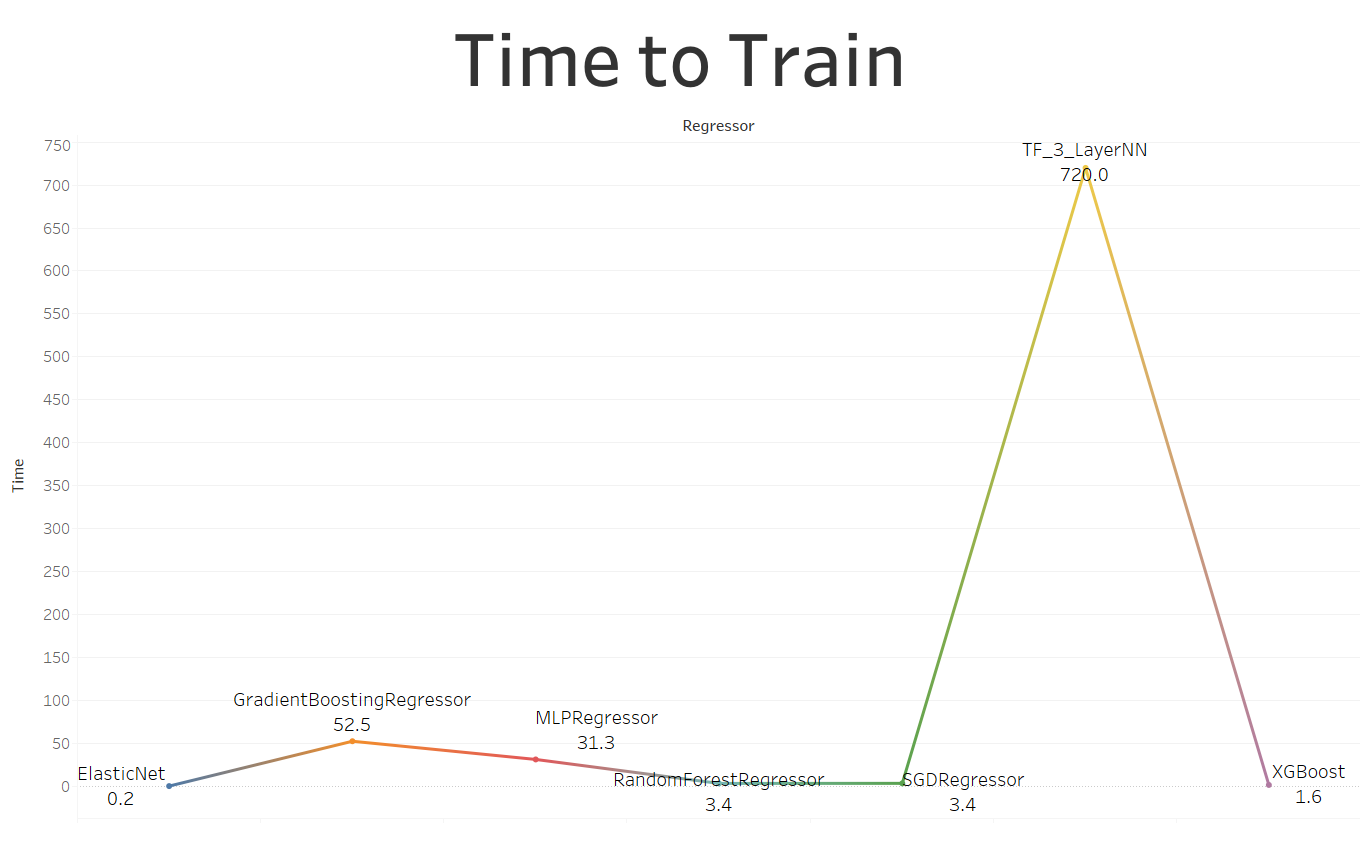 Time to Train
Regressor
750
700
650
600
550
500
450
400
350
300
250
200
150
100
50
0
Time
TF_3_LayerNN
720.0
GradientBoostingRegressor
52.5
MLPRegressor
31.3
ElasticNet
0.2
RandomForestRegressor
3.4
SGDRegressor
3.4
XGBoost
1.6